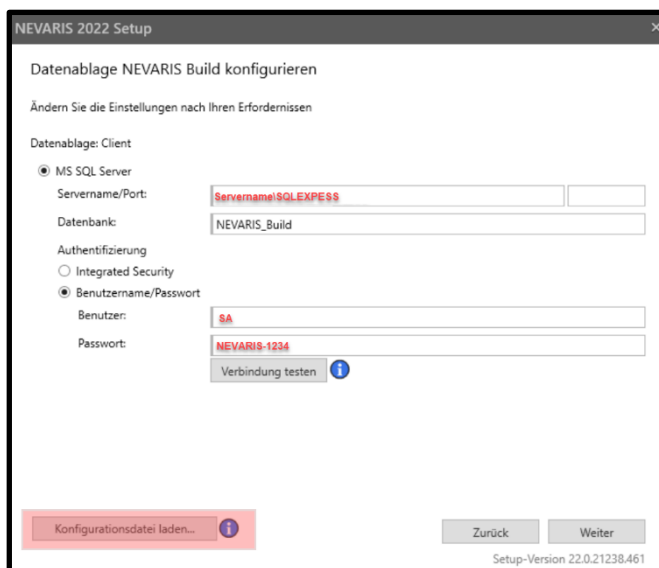 NEVARIS 2022 Setup
Datenablage NEVARIS Build konfigurieren
Ändern Sie die Einstellungen nach Ihren Erfordernissen
Datenablage: Client
MS SQL Server
Servername/Port: Servername\SQLEXPESS
Datenbank: NEVARIS_Build
Authentifizierung
Integrated Security
Benutzername/Passwort
Benutzer: SA
Passwort: NEVARIS-1234
Verbindung testen
Konfigurationsdatei laden... Zurück Weiter
Setup-Version 22.0.21238.461